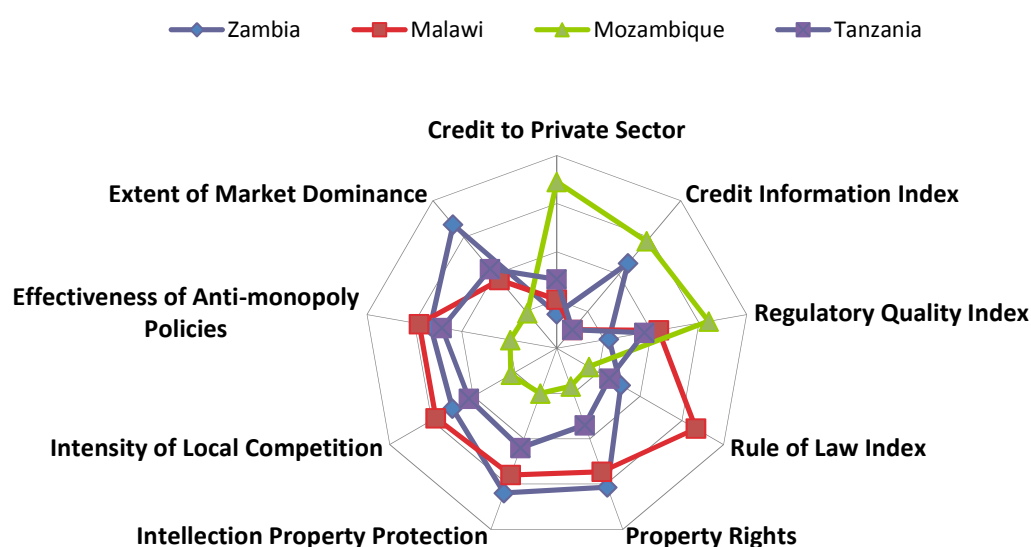 Zambia Malawi Mozambique Tanzania
Credit to Private Sector
Extent of Market Dominance
Credit Information Index
Effectiveness of Anti-monopoly
Policies
Regulatory Quality Index
Intensity of Local Competition
Rule of Law Index
Intellection Property Protection
Property Rights